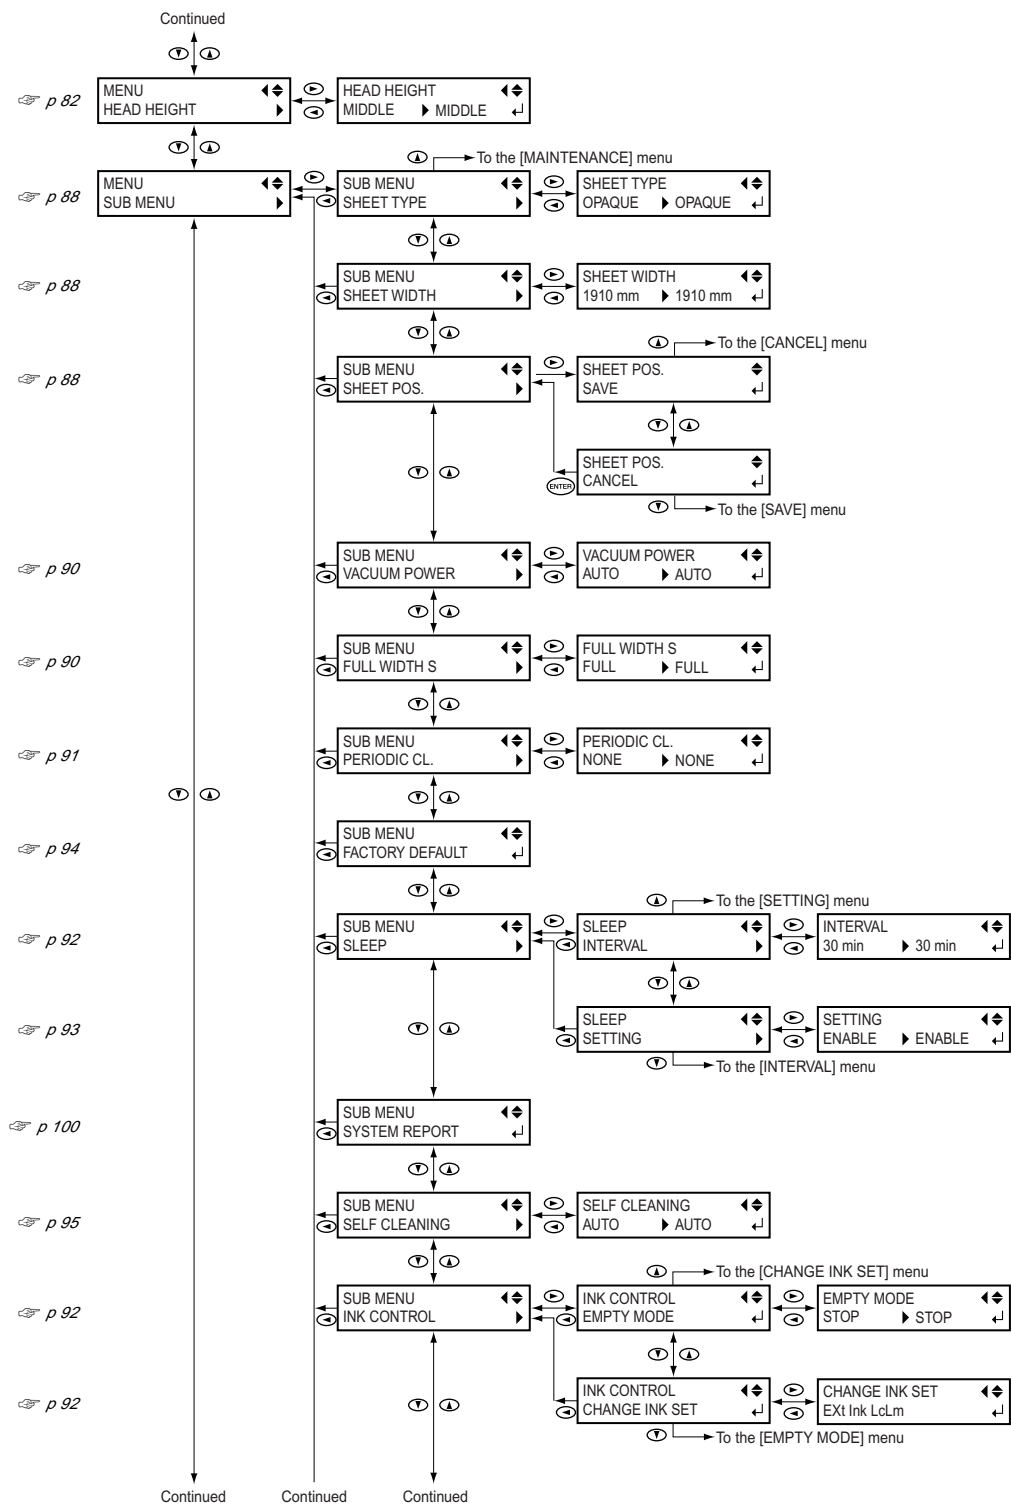 Continued
p 82
MENU
HEAD HEIGHT
HEAD HEIGHT
MIDDLE MIDDLE
To the [MAINTENANCE] menu
p 88
MENU
SUB MENU
SUB MENU
SHEET TYPE
SHEET TYPE
OPAQUE OPAQUE
p 88
SUB MENU
SHEET WIDTH
SHEET WIDTH
1910 mm 1910 mm
To the [CANCEL] menu
p 88
SUB MENU
SHEET POS.
SHEET POS.
SAVE
SHEET POS.
CANCEL
ENTER
To the [SAVE] menu
p 90
SUB MENU
VACUUM POWER
VACUUM POWER
AUTO AUTO
p 90
SUB MENU
FULL WIDTH S
FULL WIDTH S
FULL FULL
p 91
SUB MENU
PERIODIC CL.
PERIODIC CL.
NONE NONE
p 94
SUB MENU
FACTORY DEFAULT
To the [SETTING] menu
p 92
SUB MENU
SLEEP
SLEEP
INTERVAL
INTERVAL
30 min 30 min
p 93
SLEEP
SETTING
SETTING
ENABLE ENABLE
To the [INTERVAL] menu
p 100
SUB MENU
SYSTEM REPORT
p 95
SUB MENU
SELF CLEANING
SELF CLEANING
AUTO AUTO
To the [CHANGE INK SET] menu
p 92
SUB MENU
INK CONTROL
INK CONTROL
EMPTY MODE
EMPTY MODE
STOP STOP
p 92
INK CONTROL
CHANGE INK SET
CHANGE INK SET
EXt Ink LcLm
To the [EMPTY MODE] menu
Continued Continued Continued